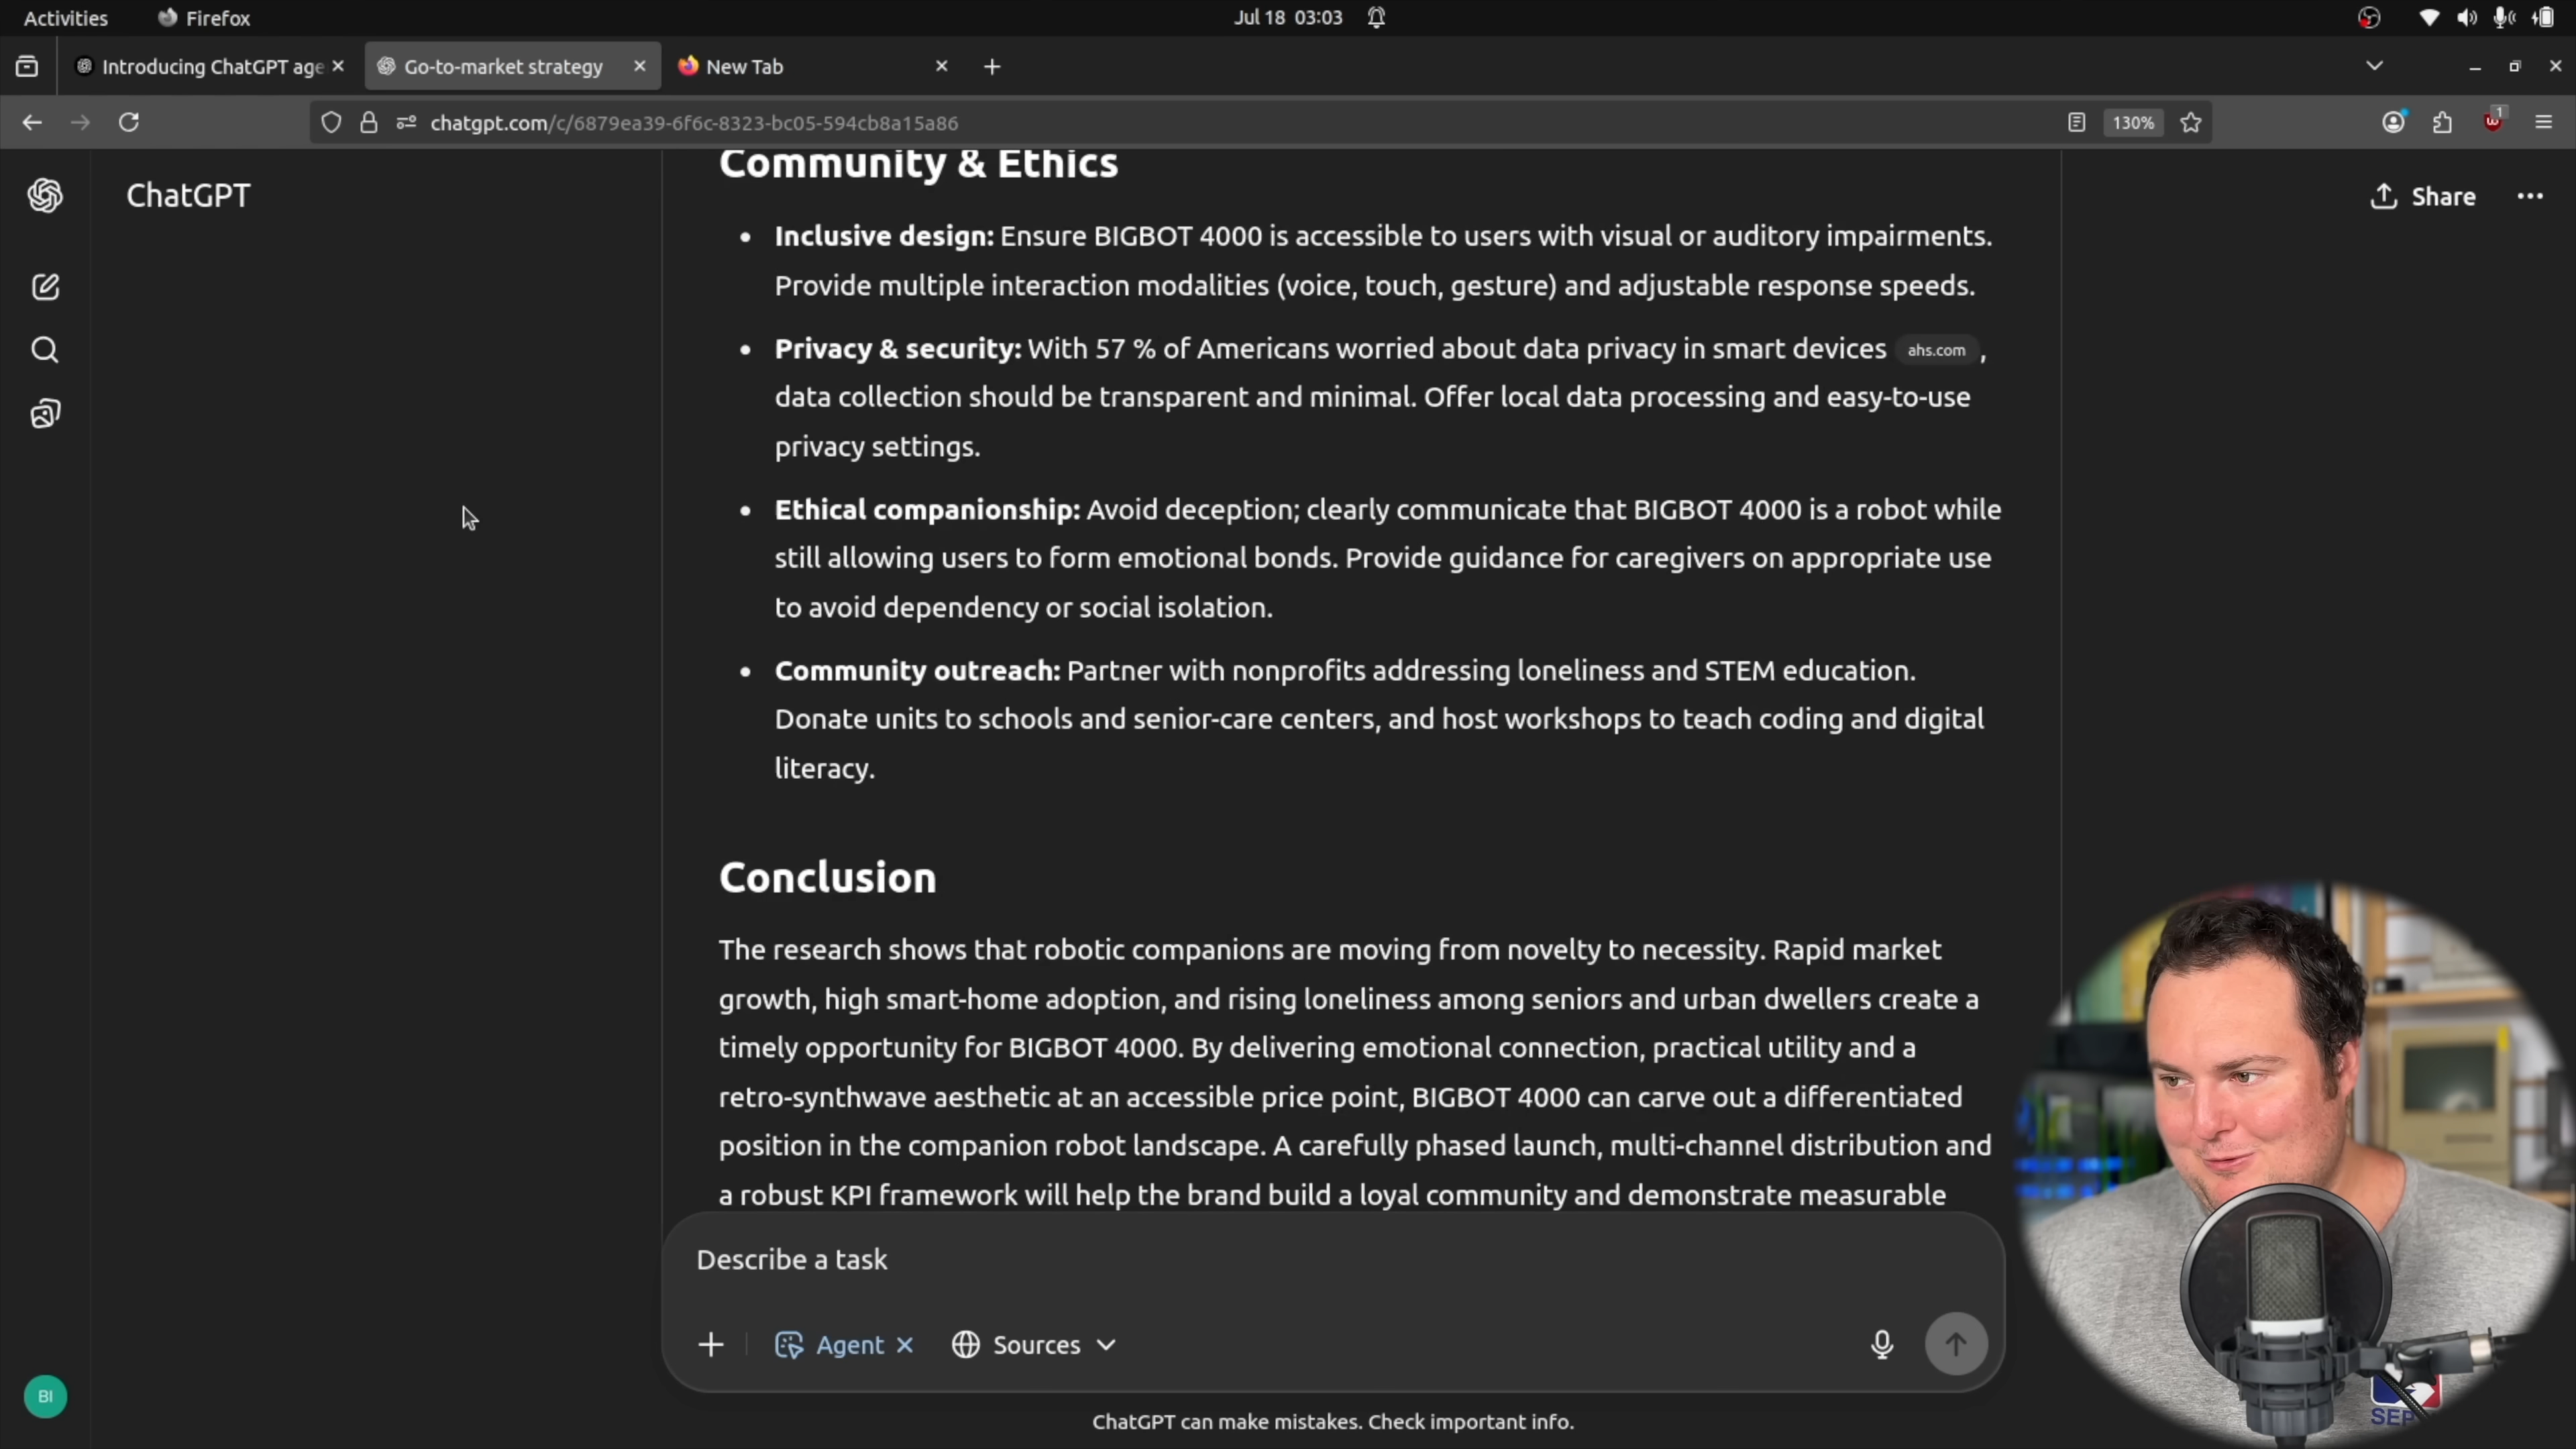 Activities Firefox Jul 18 03:03
Introducing ChatGPT age Go-to-market strategy New Tab
chatgpt.com/c/6879ea39-6f6c-8323-bc05-594cb8a15a86 130% 1
Community & Ethics
ChatGPT Share
Inclusive design: Ensure BIGBOT 4000 is accessible to users with visual or auditory impairments.
Provide multiple interaction modalities (voice, touch, gesture) and adjustable response speeds.
Privacy & security: With 57 % of Americans worried about data privacy in smart devices ahs.com ,
data collection should be transparent and minimal. Offer local data processing and easy-to-use
privacy settings.
Ethical companionship: Avoid deception; clearly communicate that BIGBOT 4000 is a robot while
still allowing users to form emotional bonds. Provide guidance for caregivers on appropriate use
to avoid dependency or social isolation.
Community outreach: Partner with nonprofits addressing loneliness and STEM education.
Donate units to schools and senior-care centers, and host workshops to teach coding and digital
literacy.
Conclusion
The research shows that robotic companions are moving from novelty to necessity. Rapid market
growth, high smart-home adoption, and rising loneliness among seniors and urban dwellers create a
timely opportunity for BIGBOT 4000. By delivering emotional connection, practical utility and a
retro-synthwave aesthetic at an accessible price point, BIGBOT 4000 can carve out a differentiated
position in the companion robot landscape. A carefully phased launch, multi-channel distribution and
a robust KPI framework will help the brand build a loyal community and demonstrate measurable
Describe a task
Agent Sources
BI
SEP
ChatGPT can make mistakes. Check important info.